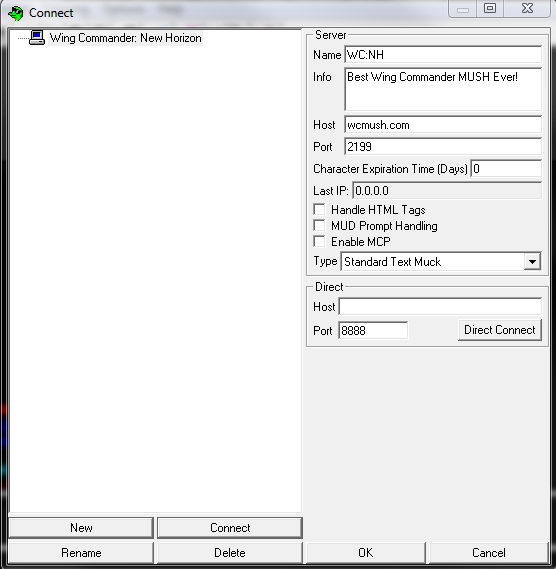 Connect
Wing Commander: New Horizon
Server
Name WC:NH
Info Best Wing Commander MUSH Ever!
Host wcmush.com
Port 2199
Character Expiration Time (Days) 0
Last IP: 0.0.0.0
Handle HTML Tags
MUD Prompt Handling
Enable MCP
Type Standard Text Muck
Direct
Host
Port 8888 Direct Connect
New Connect
Rename Delete OK Cancel